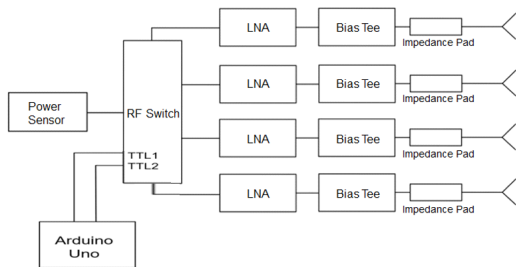 LNA
Bias Tee
Impedance Pad
LNA
Bias Tee
Impedance Pad
Power
Sensor
RF Switch
LNA
Bias Tee
Impedance Pad
TTL1
TTL2
LNA
Bias Tee
Impedance Pad
Arduino
Uno